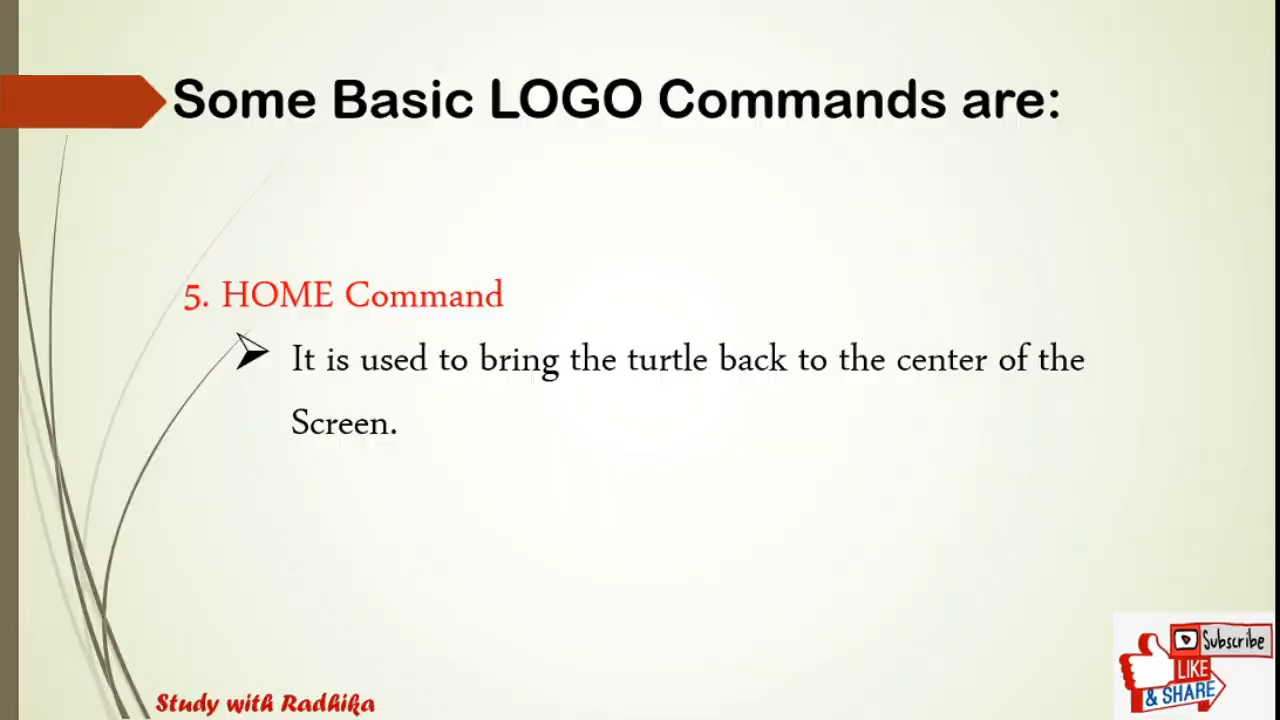 Some Basic LOGO Commands are:
5. HOME Command
It is used to bring the turtle back to the center of the
Screen.
Study with Radhika
Subscribe
LIKE
& SHARE